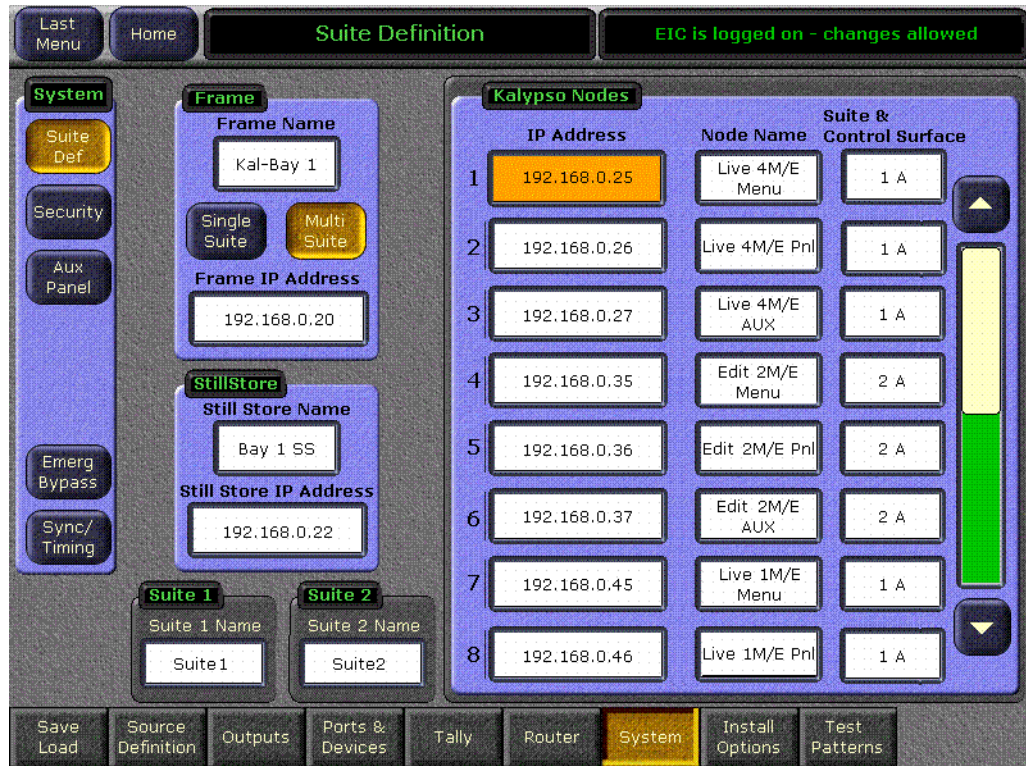 Last
Menu
Home
Suite Definition
EIC is logged on - changes allowed
System
Suite
Def
Security
Aux
Panel
Emerg
Bypass
Sync/
Timing
Frame
Frame Name
Kal-Bay 1
Single
Suite
Multi
Suite
Frame IP Address
192.168.0.20
StillStore
Still Store Name
Bay 1 SS
Still Store IP Address
192.168.0.22
Suite 1
Suite 1 Name
Suite1
Suite 2
Suite 2 Name
Suite2
Kalypso Nodes
IP Address
Node Name
Suite &
Control Surface
1
192.168.0.25
Live 4M/E
Menu
1 A
2
192.168.0.26
Live 4M/E Pnl
1 A
3
192.168.0.27
Live 4M/E
AUX
1 A
4
192.168.0.35
Edit 2M/E
Menu
2 A
5
192.168.0.36
Edit 2M/E Pnl
2 A
6
192.168.0.37
Edit 2M/E
AUX
2 A
7
192.168.0.45
Live 1M/E
Menu
1 A
8
192.168.0.46
Live 1M/E Pnl
1 A
Save
Load
Source
Definition
Outputs
Ports &
Devices
Tally
Router
System
Install
Options
Test
Patterns